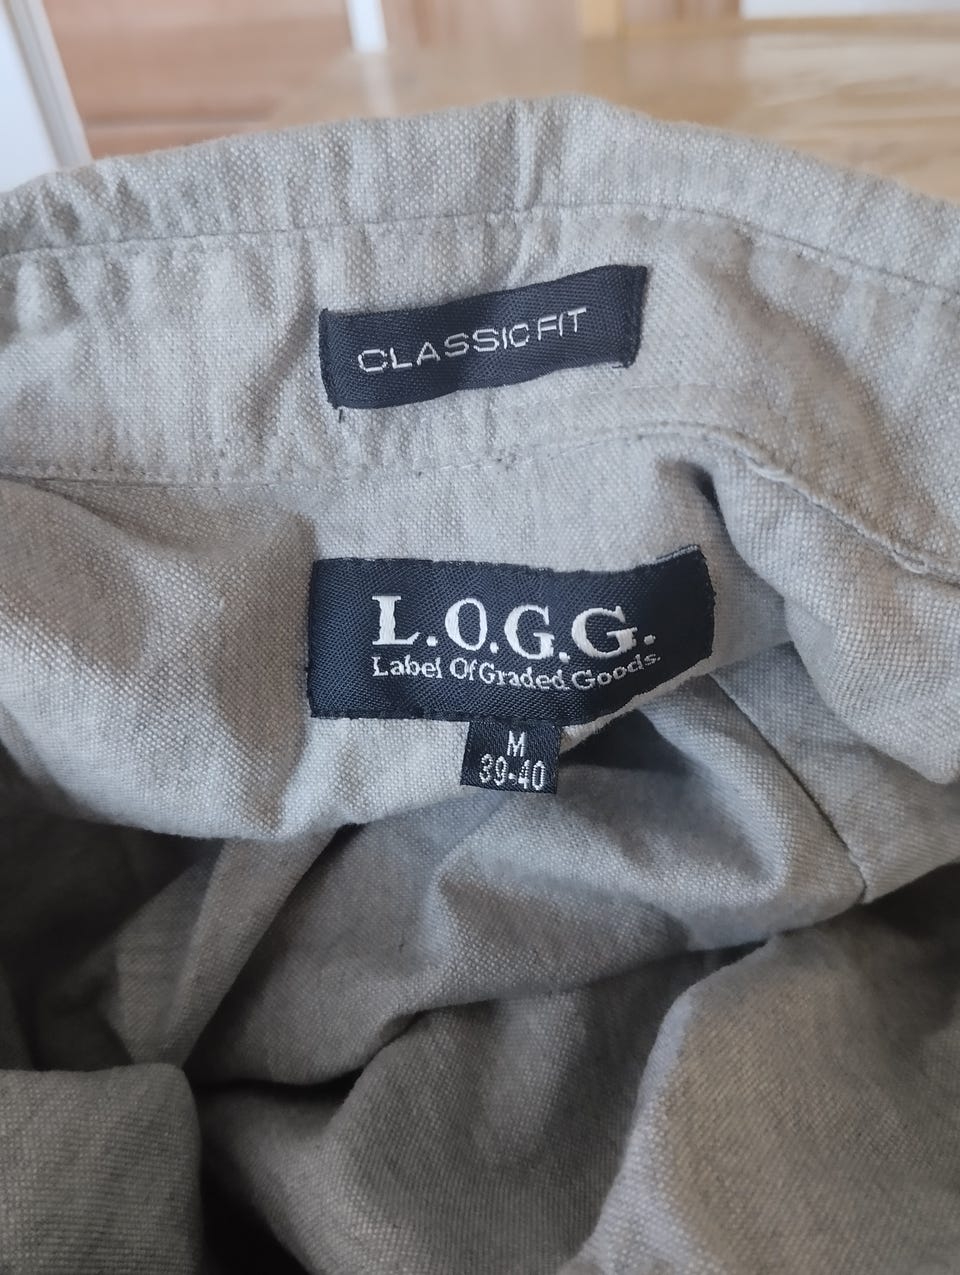 CLASSIC FIT
L.O.G.G.
Label Of Graded Goods.
M
39-40